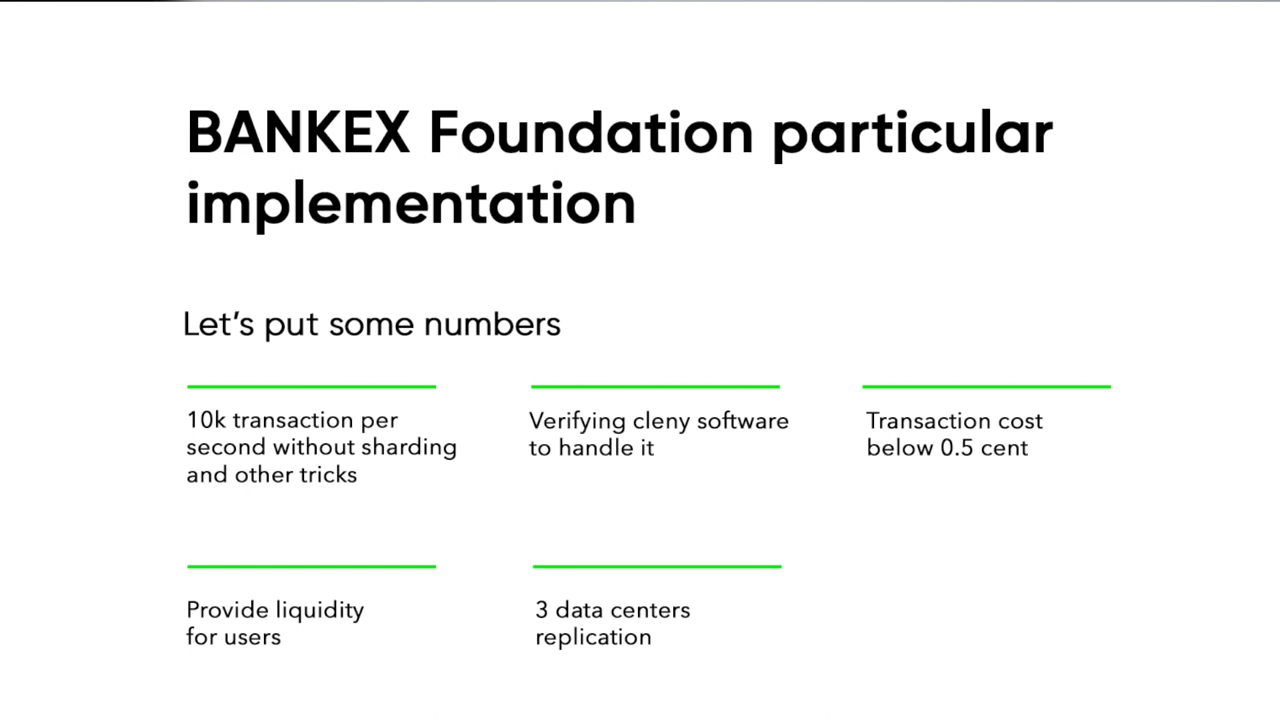 BANKEX Foundation particular
implementation
Let’s put some numbers
10k transaction per
second without sharding
and other tricks
Verifying cleny software
to handle it
Transaction cost
below 0.5 cent
Provide liquidity
for users
3 data centers
replication